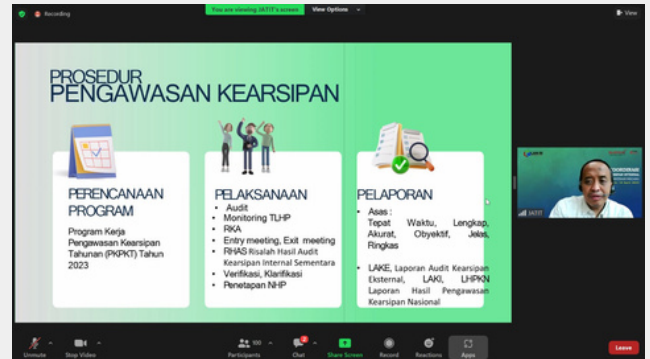 Recording
You are viewing JATIT's screen
View Options
View
PROSEDUR
PENGAWASAN KEARSIPAN
PERENCANAAN
PROGRAM
Program Kerja
Pengawasan Kearsipan
Tahunan (PKPKT) Tahun
2023
PELAKSANAAN
• Audit
• Monitoring TLHP
• RKA
• Entry meeting, Exit meeting
• RHAS Risalah Hasil Audit
Kearsipan Internal Sementara
• Verifikasi, Klarifikasi
• Penetapan NHP
PELAPORAN
• Asas :
Tepat Waktu, Lengkap,
Akurat, Obyektif, Jelas,
Ringkas
• LAKE, Laporan Audit Kearsipan
Eksternal, LAKI, LHPKN
Laporan Hasil Pengawasan
Kearsipan Nasional
JATIT
Unmute
Stop Video
100
Participants
Chat
Share Screen
Record
Reactions
Apps
Leave